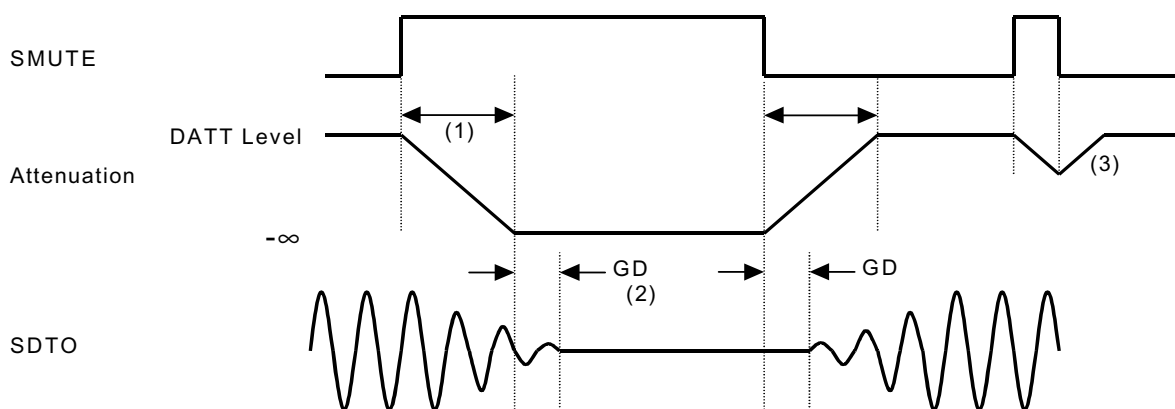 SMUTE
(1)
DATT Level
Attenuation
(3)
-∞
GD
(2)
GD
SDTO